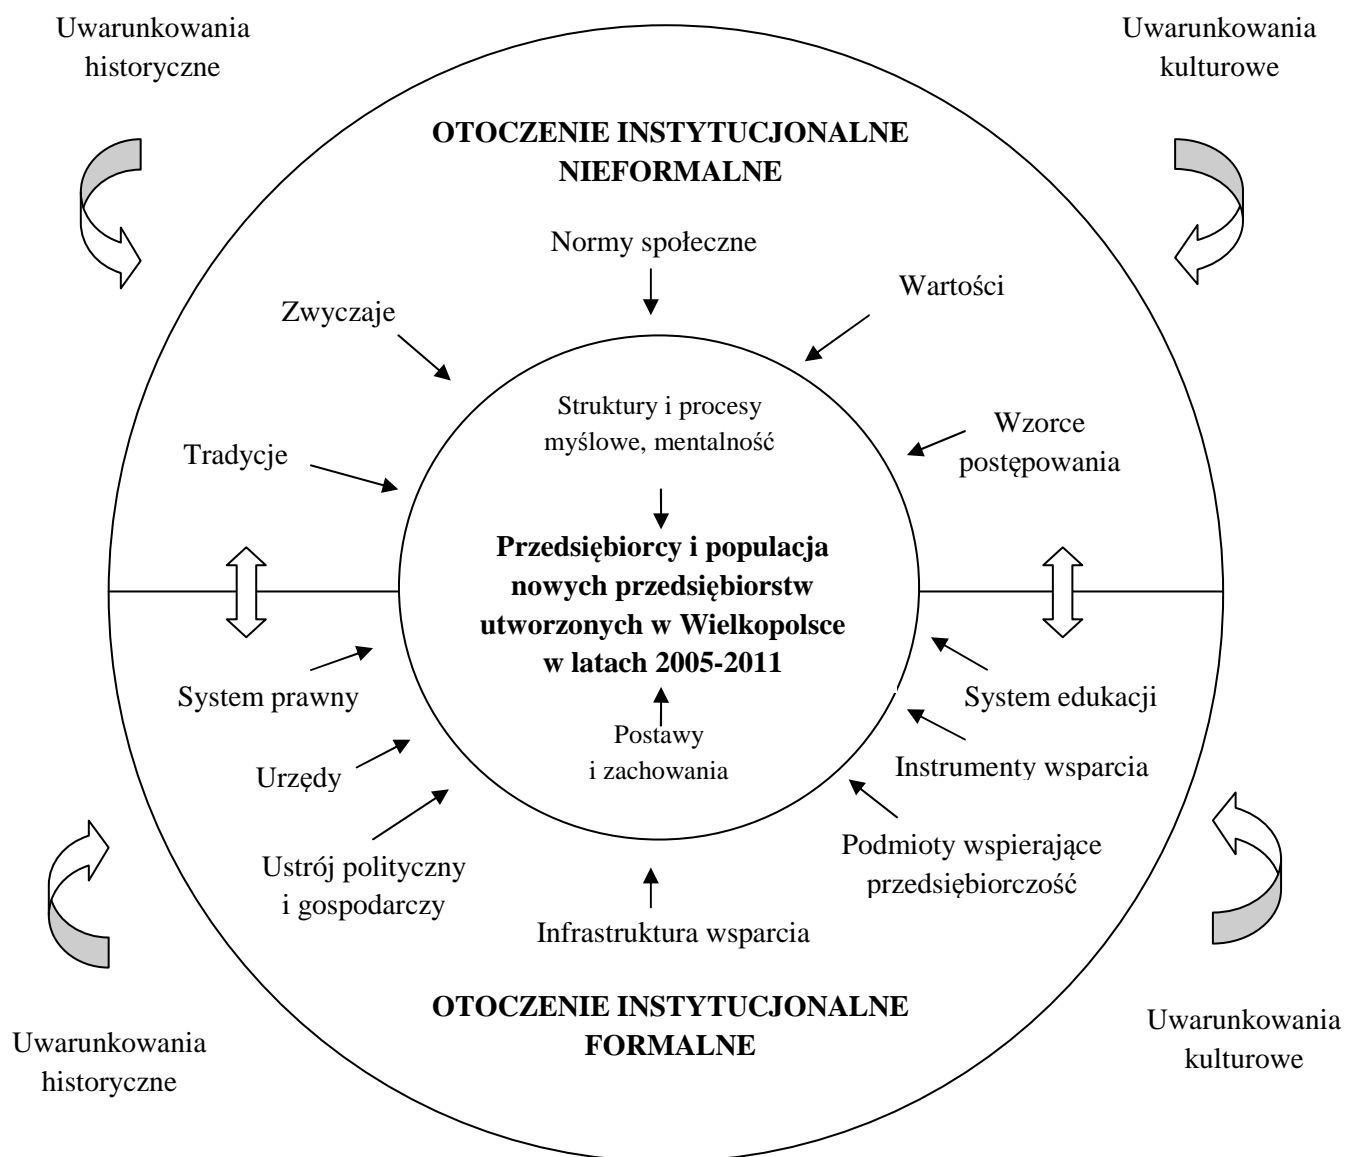 Uwarunkowania
historyczne
Uwarunkowania
kulturowe
OTOCZENIE INSTYTUCJONALNE
NIEFORMALNE
Normy społeczne
Wartości
Zwyczaje
Struktury i procesy
myślowe, mentalność
Wzorce
postępowania
Tradycje
Przedsiębiorcy i populacja
nowych przedsiębiorstw
utworzonych w Wielkopolsce
w latach 2005-2011
System prawny
System edukacji
Postawy
i zachowania
Urzędy
Instrumenty wsparcia
Ustrój polityczny
i gospodarczy
Podmioty wspierające
przedsiębiorczość
Infrastruktura wsparcia
OTOCZENIE INSTYTUCJONALNE
FORMALNE
Uwarunkowania
historyczne
Uwarunkowania
kulturowe